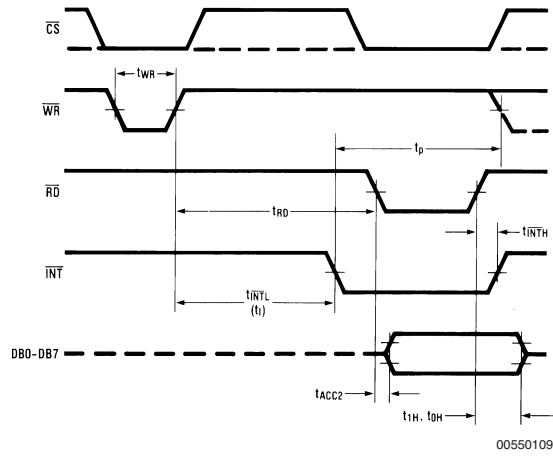 CS
tWR
WR
tp
RD
tRD
tINTH
INT
tINTL
(tI)
DB0-DB7
tACC2
t1H, t0H
00550109